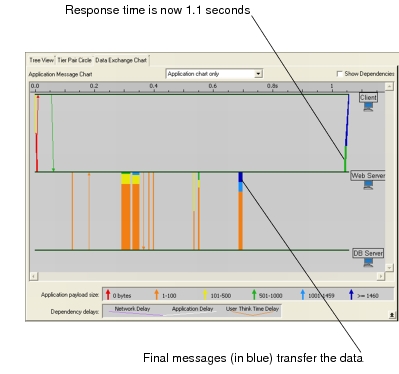 Response time is now 1.1 seconds
Tree View Tier Pair Circle Data Exchange Chart
Application Message Chart Application chart only Show Dependencies
0.0 0.2 0.4 0.6 0.8 1
Client
Web Server
DB Server
Application payload size: 0 bytes 1-100 101-500 501-1000 1001-1459 >= 1460
Dependency delays: Network Delay Application Delay User Think Time Delay
Final messages (in blue) transfer the data